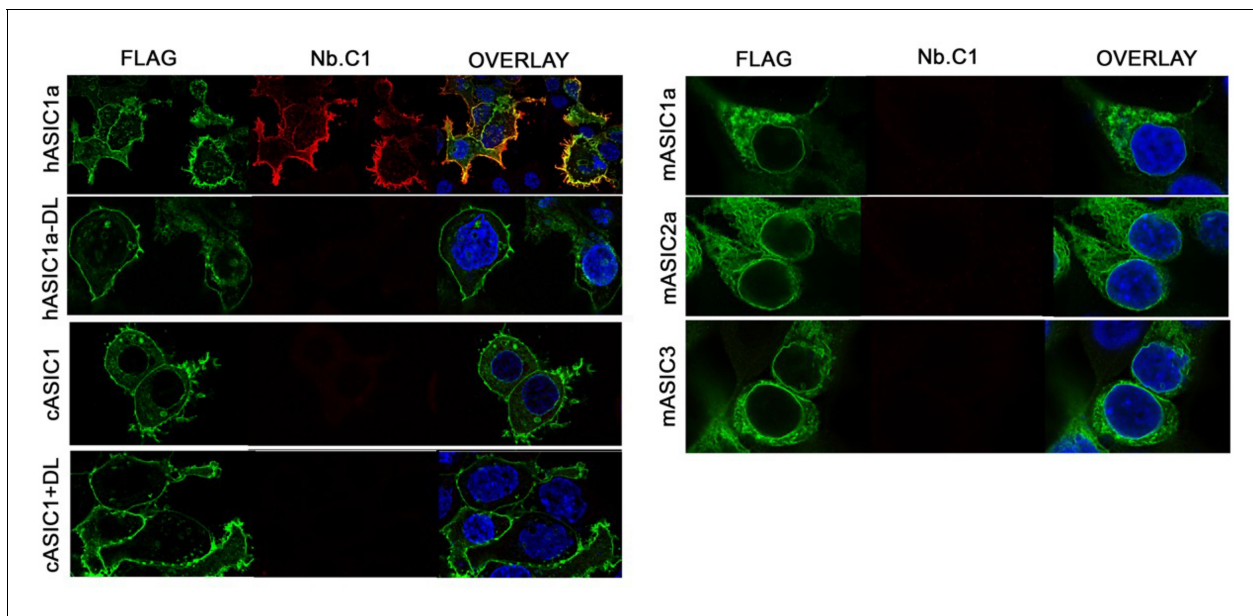 FLAG Nb.C1 OVERLAY
hASIC1a
hASIC1a-DL
cASIC1
cASIC1+DL
FLAG Nb.C1 OVERLAY
mASIC1a
mASIC2a
mASIC3